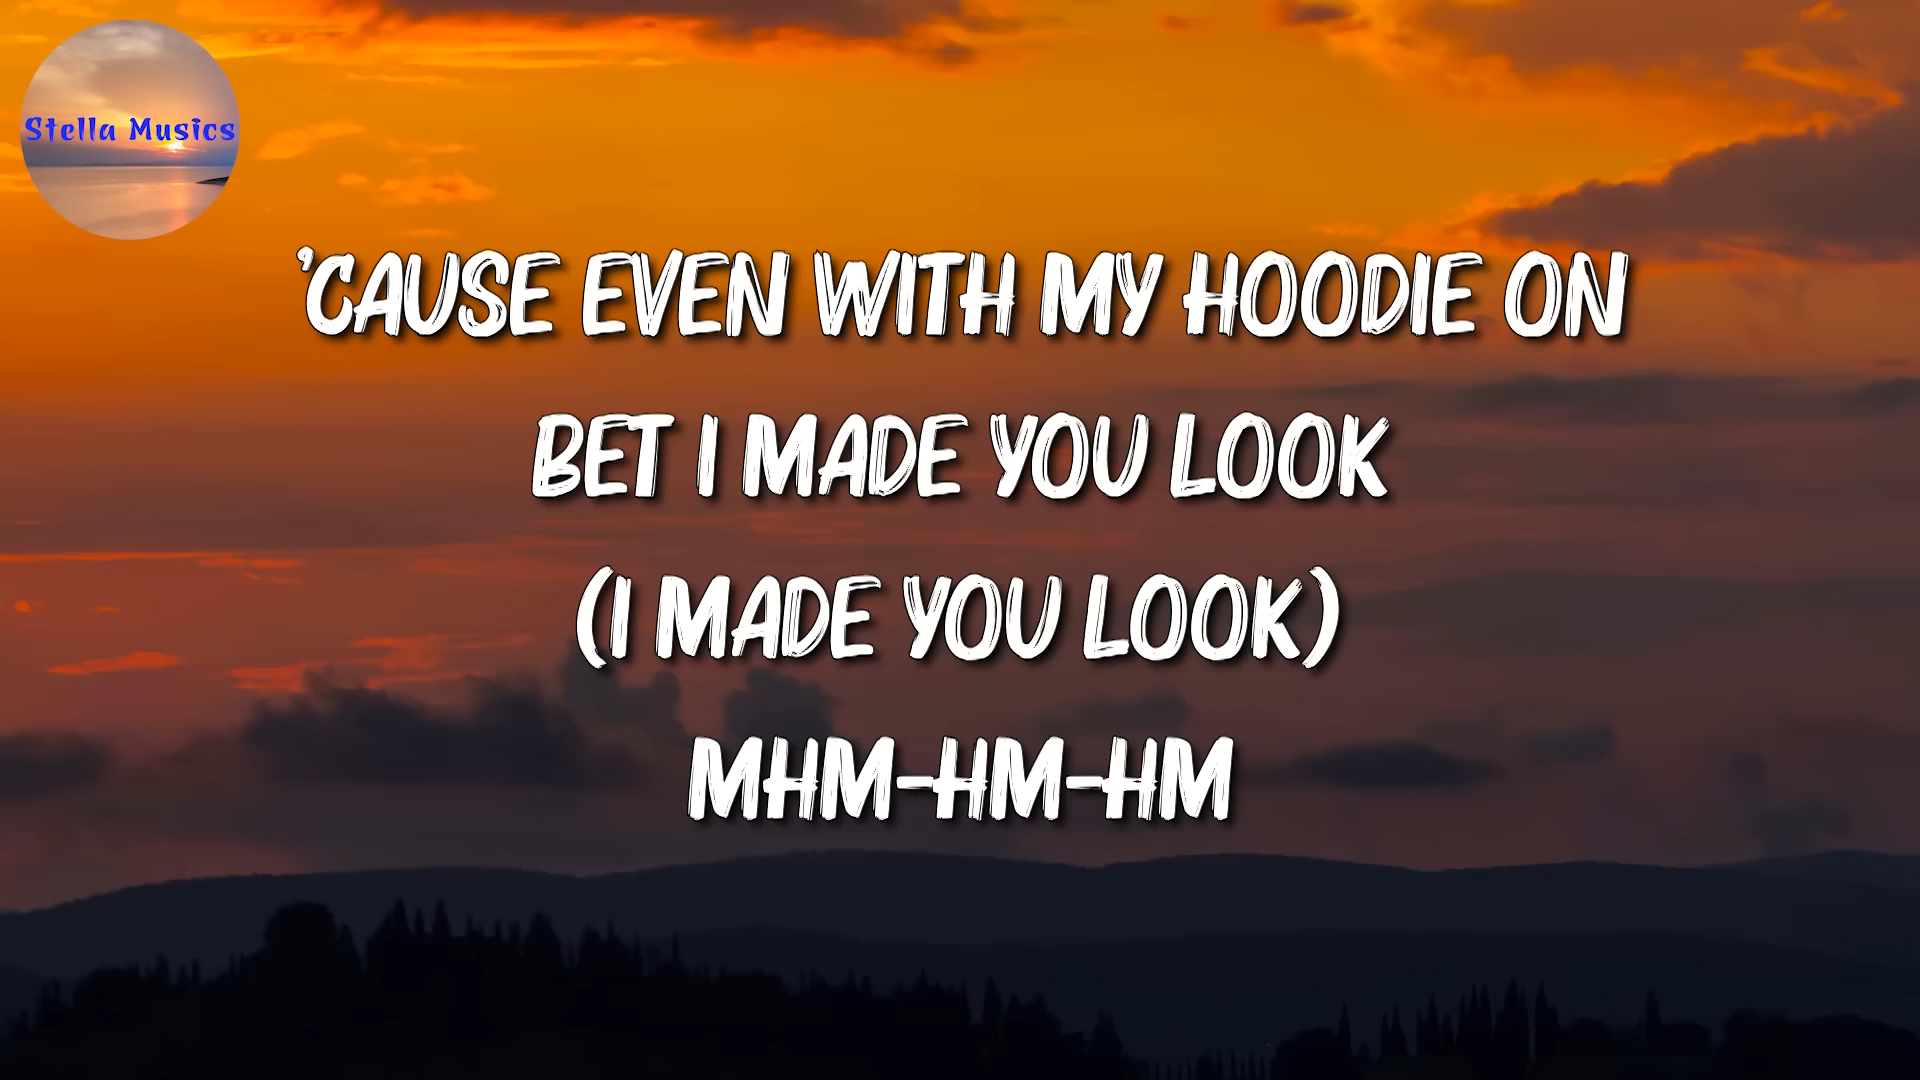 Stella Musics
'CAUSE EVEN WITH MY HOODIE ON
BET I MADE YOU LOOK
(I MADE YOU LOOK)
MHM-HM-HM